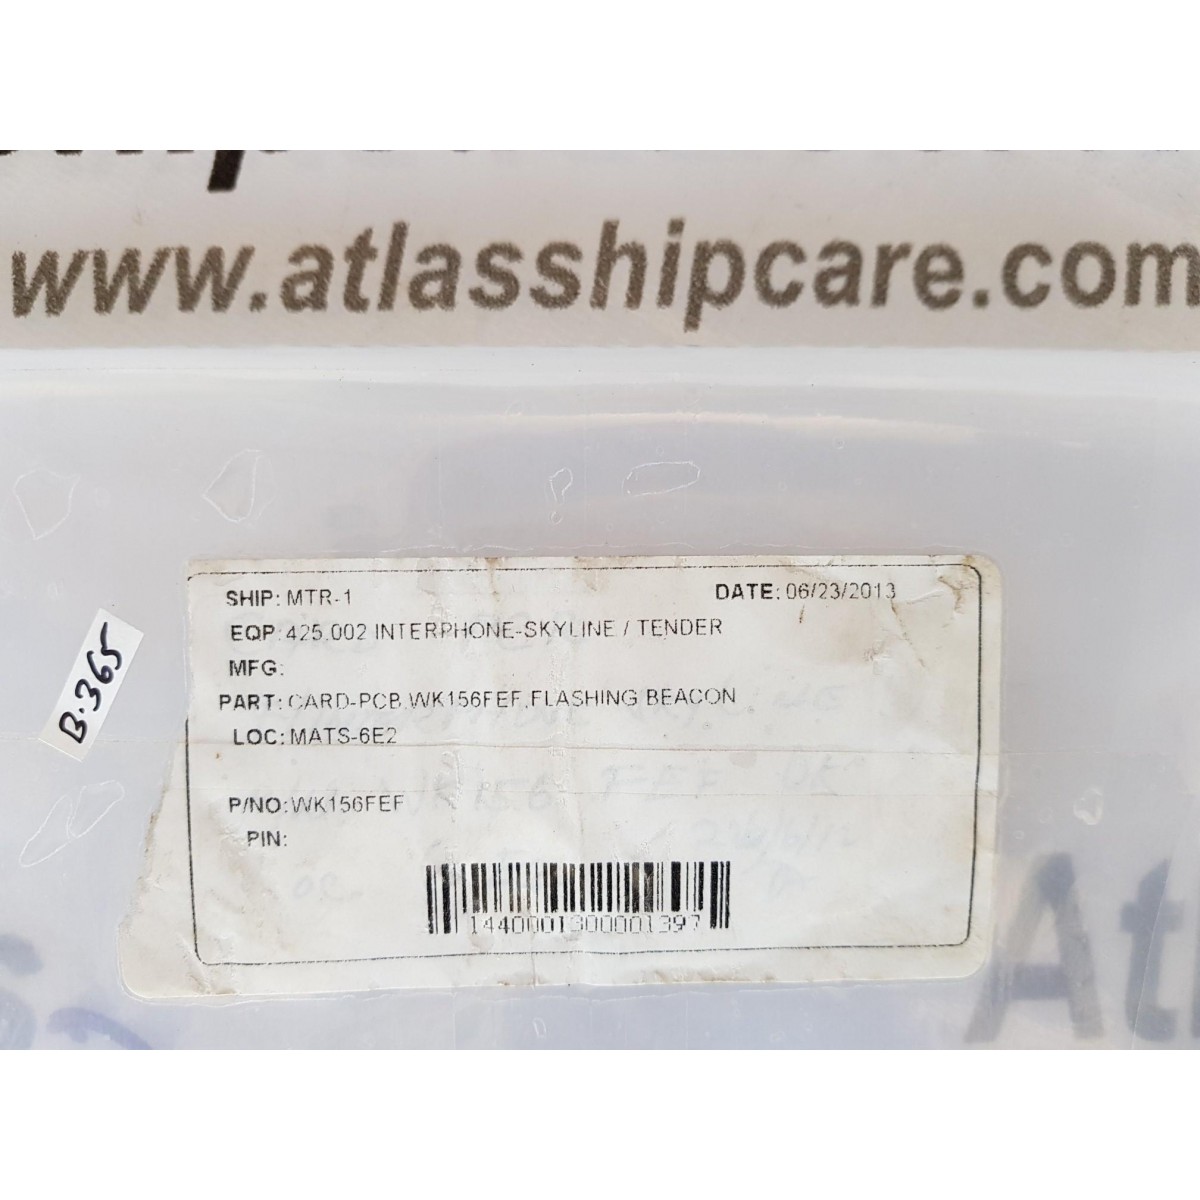 www.atlasshipcare.com
SHIP: MTR-1 DATE: 06/23/2013
EQP: 425.002 INTERPHONE-SKYLINE / TENDER
MFG:
PART: CARD-PCB,WK156FEF,FLASHING BEACON
LOC: MATS-6E2
P/NO: WK156FEF
PIN:
1440001300001397
B.365
At